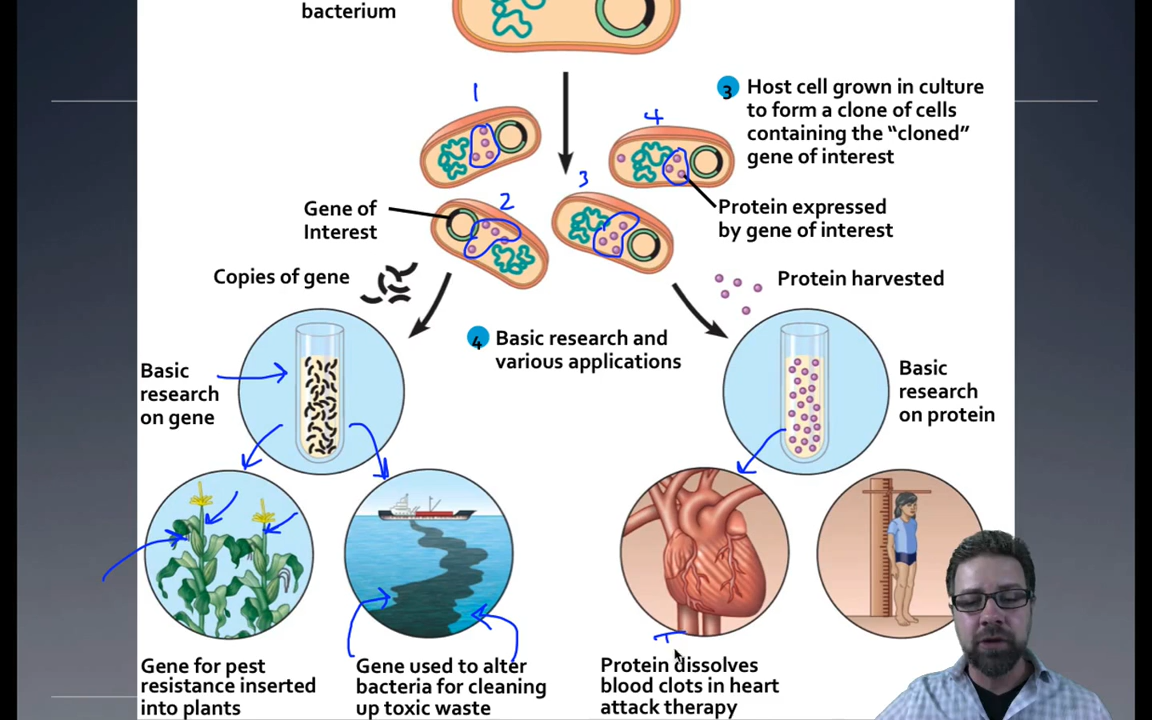 bacterium
1
4
3 Host cell grown in culture
to form a clone of cells
containing the “cloned”
gene of interest
3
2
Gene of
Interest
Protein expressed
by gene of interest
Copies of gene
Protein harvested
4 Basic research and
various applications
Basic
research
on gene
Basic
research
on protein
Gene for pest
resistance inserted
into plants
Gene used to alter
bacteria for cleaning
up toxic waste
Protein dissolves
blood clots in heart
attack therapy